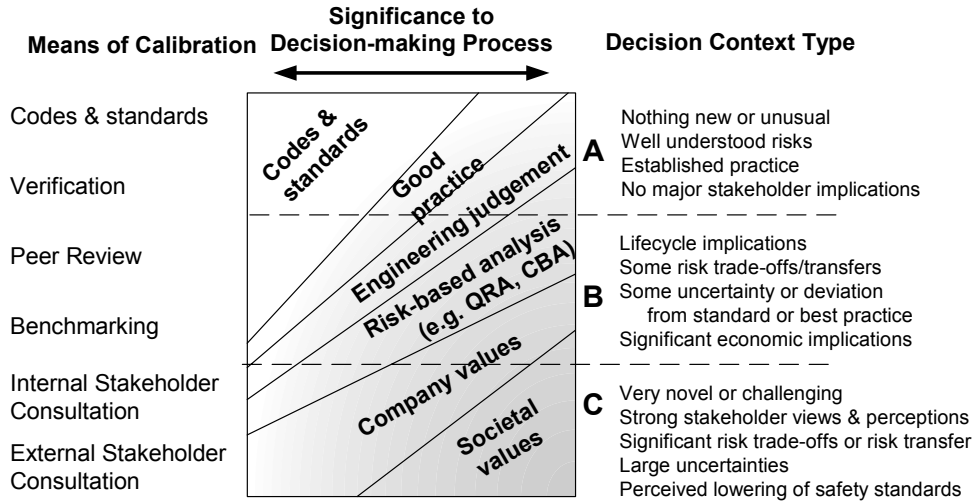 Means of Calibration
Significance to
Decision-making Process
Decision Context Type
Codes & standards
Verification
Peer Review
Benchmarking
Internal Stakeholder
Consultation
External Stakeholder
Consultation
Codes &
standards
Good
practice
Engineering judgement
Risk-based analysis
(e.g. QRA, CBA)
Company values
Societal
values
A
Nothing new or unusual
Well understood risks
Established practice
No major stakeholder implications
B
Lifecycle implications
Some risk trade-offs/transfers
Some uncertainty or deviation
from standard or best practice
Significant economic implications
C
Very novel or challenging
Strong stakeholder views & perceptions
Significant risk trade-offs or risk transfer
Large uncertainties
Perceived lowering of safety standards